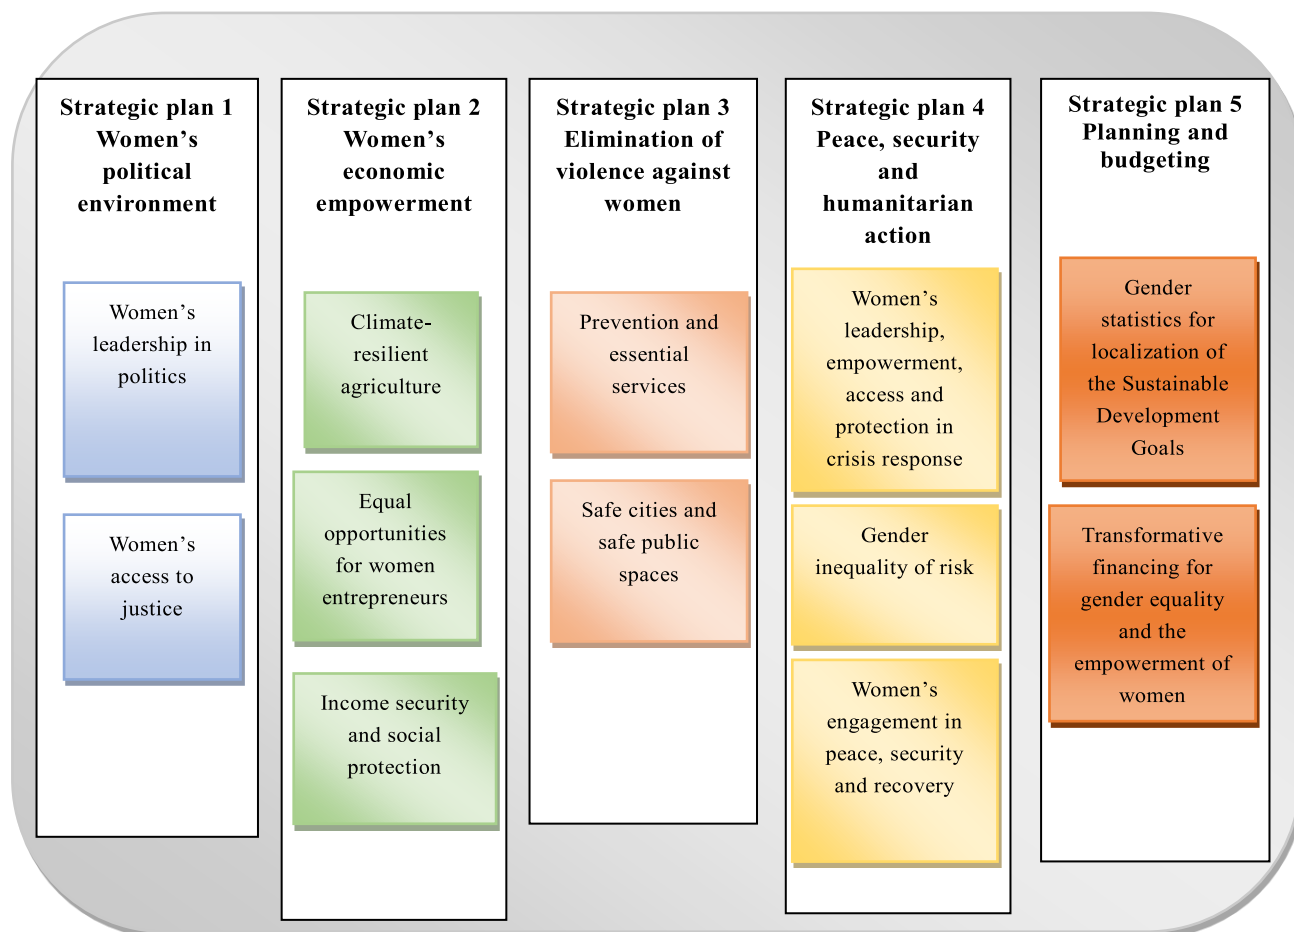 Strategic plan 1
Women’s
political
environment
Women’s
leadership in
politics
Women’s
access to
justice
Strategic plan 2
Women’s
economic
empowerment
Climate-
resilient
agriculture
Equal
opportunities
for women
entrepreneurs
Income security
and social
protection
Strategic plan 3
Elimination of
violence against
women
Prevention and
essential
services
Safe cities and
safe public
spaces
Strategic plan 4
Peace, security
and
humanitarian
action
Women’s
leadership,
empowerment,
access and
protection in
crisis response
Gender
inequality of risk
Women’s
engagement in
peace, security
and recovery
Strategic plan 5
Planning and
budgeting
Gender
statistics for
localization of
the Sustainable
Development
Goals
Transformative
financing for
gender equality
and the
empowerment of
women